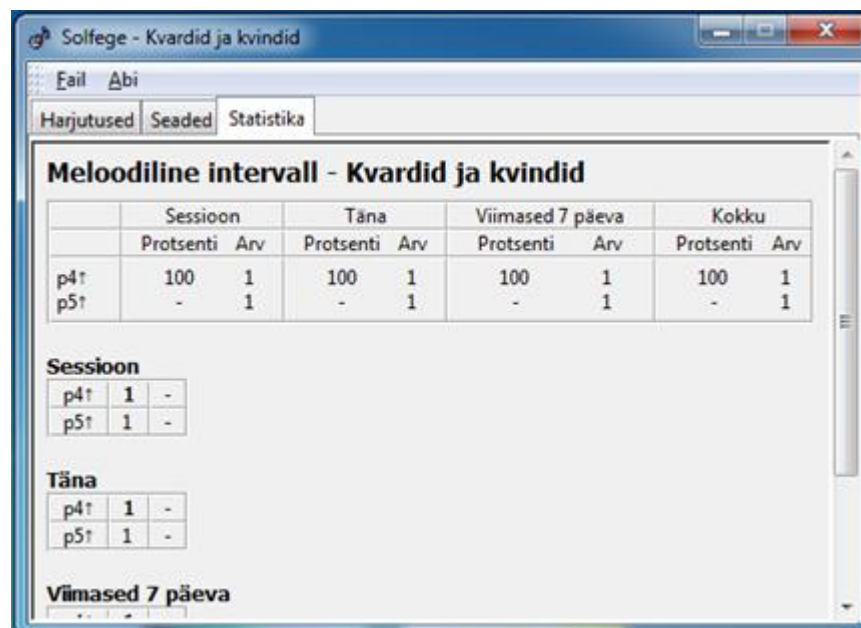 Solfege - Kvardid ja kvindid
Fail Abi
Harjutused Seaded Statistika
Meloodiline intervall - Kvardid ja kvindid
Sessioon Täna Viimased 7 päeva Kokku
Protsenti Arv Protsenti Arv Protsenti Arv Protsenti Arv
p4↑ 100 1 100 1 100 1 100 1
p5↑ - 1 - 1 - 1 - 1
Sessioon
p4↑ 1 -
p5↑ 1 -
Täna
p4↑ 1 -
p5↑ 1 -
Viimased 7 päeva